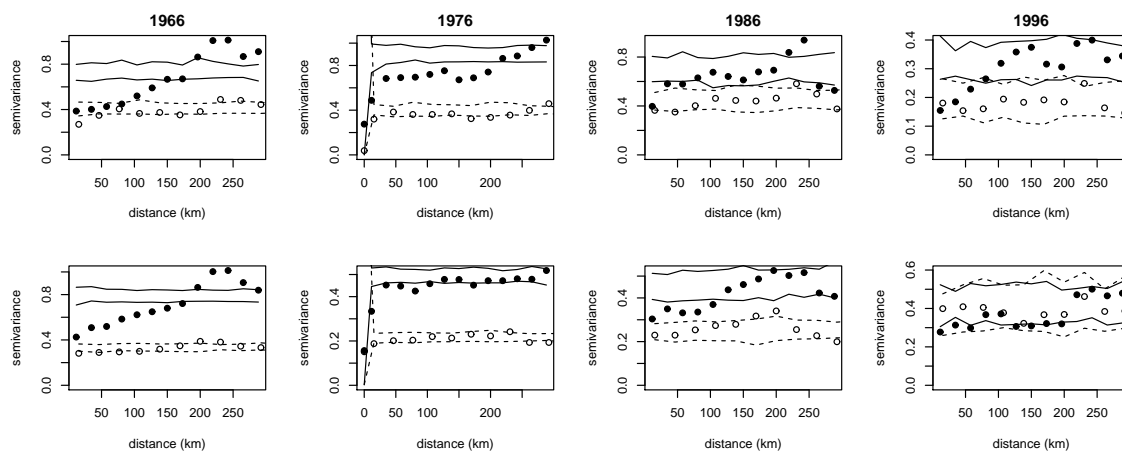 1966 1976 1986 1996
semivariance 0.0 0.4 0.8 semivariance 0.0 0.4 0.8 semivariance 0.0 0.4 0.8 semivariance 0.0 0.1 0.2 0.3 0.4
50 100 150 200 250 0 50 100 200 50 100 150 200 250 50 100 150 200 250
distance (km) distance (km) distance (km) distance (km)
semivariance 0.0 0.4 0.8 semivariance 0.0 0.2 0.4 semivariance 0.0 0.2 0.4 semivariance 0.0 0.2 0.4 0.6
50 100 150 200 250 0 50 100 200 50 100 150 200 250 50 100 150 200 250
distance (km) distance (km) distance (km) distance (km)